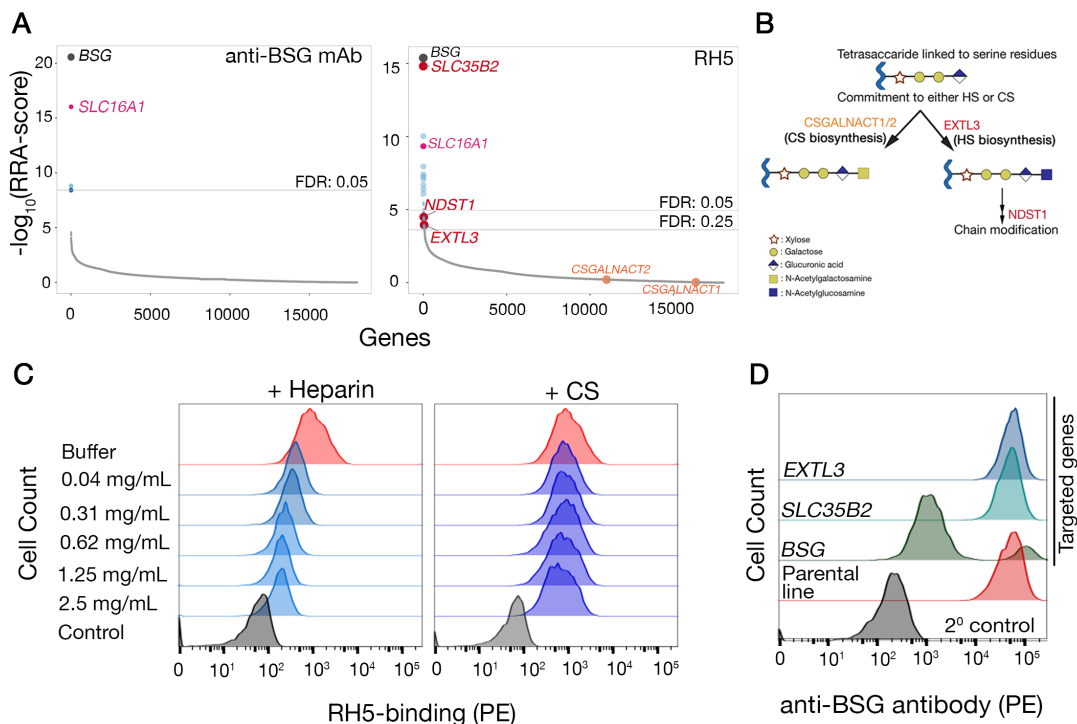 A
20
15
10
5
0
-log10(RRA-score)
BSG
anti-BSG mAb
SLC16A1
FDR: 0.05
0
5000
10000
15000
15
10
5
0
BSG
RH5
SLC35B2
SLC16A1
FDR: 0.05
NDST1
FDR: 0.25
EXTL3
CSGALNACT2
CSGALNACT1
0
5000
10000
15000
Genes
B
Tetrasaccaride linked to serine residues
Commitment to either HS or CS
CSGALNACT1/2
(CS biosynthesis)
EXTL3
(HS biosynthesis)
NDST1
Chain modification
: Xylose
: Galactose
: Glucuronic acid
: N-Acetylgalactosamine
: N-Acetylglucosamine
C
+ Heparin
+ CS
Cell Count
Buffer
0.04 mg/mL
0.31 mg/mL
0.62 mg/mL
1.25 mg/mL
2.5 mg/mL
Control
0 10¹ 10² 10³ 10⁴ 10⁵
0 10¹ 10² 10³ 10⁴ 10⁵
RH5-binding (PE)
D
Cell Count
EXTL3
SLC35B2
BSG
Parental
line
2⁰ control
Targeted genes
0 10¹ 10² 10³ 10⁴ 10⁵
anti-BSG antibody (PE)